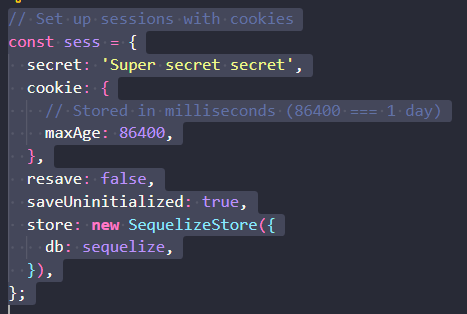 // Set up sessions with cookies
const sess = {
  secret: 'Super secret secret',
  cookie: {
    // Stored in milliseconds (86400 === 1 day)
    maxAge: 86400,
  },
  resave: false,
  saveUninitialized: true,
  store: new SequelizeStore({
    db: sequelize,
  }),
};